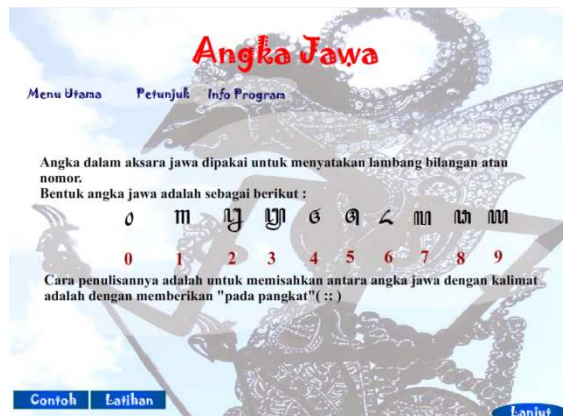 Angka Jawa
Menu Utama Petunjuk Info Program
Angka dalam aksara jawa dipakai untuk menyatakan lambang bilangan atau
nomor.
Bentuk angka jawa adalah sebagai berikut :
꧐ ꧑ ꧒ ꧓ ꧔ ꧕ ꧖ ꧗ ꧘ ꧙
0 1 2 3 4 5 6 7 8 9
Cara penulisannya adalah untuk memisahkan antara angka jawa dengan kalimat
adalah dengan memberikan "pada pangkat"( :: )
Contoh Latihan
Lanjut